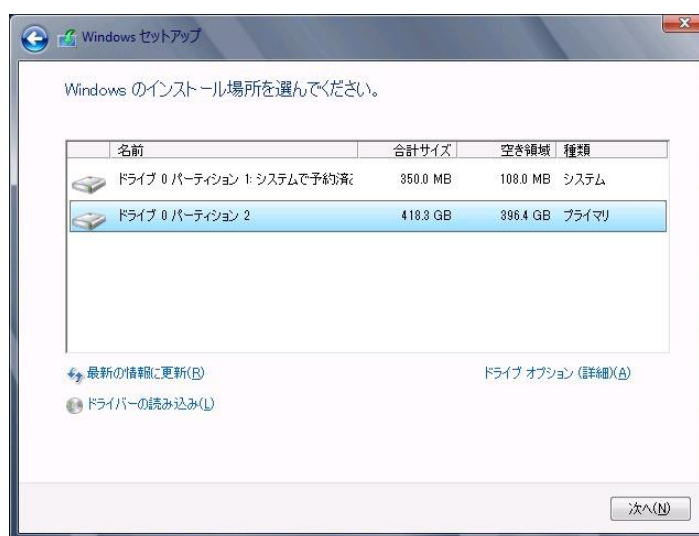 Windows セットアップ
Windows のインストール場所を選んでください。
名前 合計サイズ 空き領域 種類
ドライブ 0 パーティション 1: システムで予約済み 350.0 MB 108.0 MB システム
ドライブ 0 パーティション 2 418.3 GB 396.4 GB プライマリ
最新の情報に更新(R) ドライブ オプション (詳細)(A)
ドライバーの読み込み(L)
次へ(N)